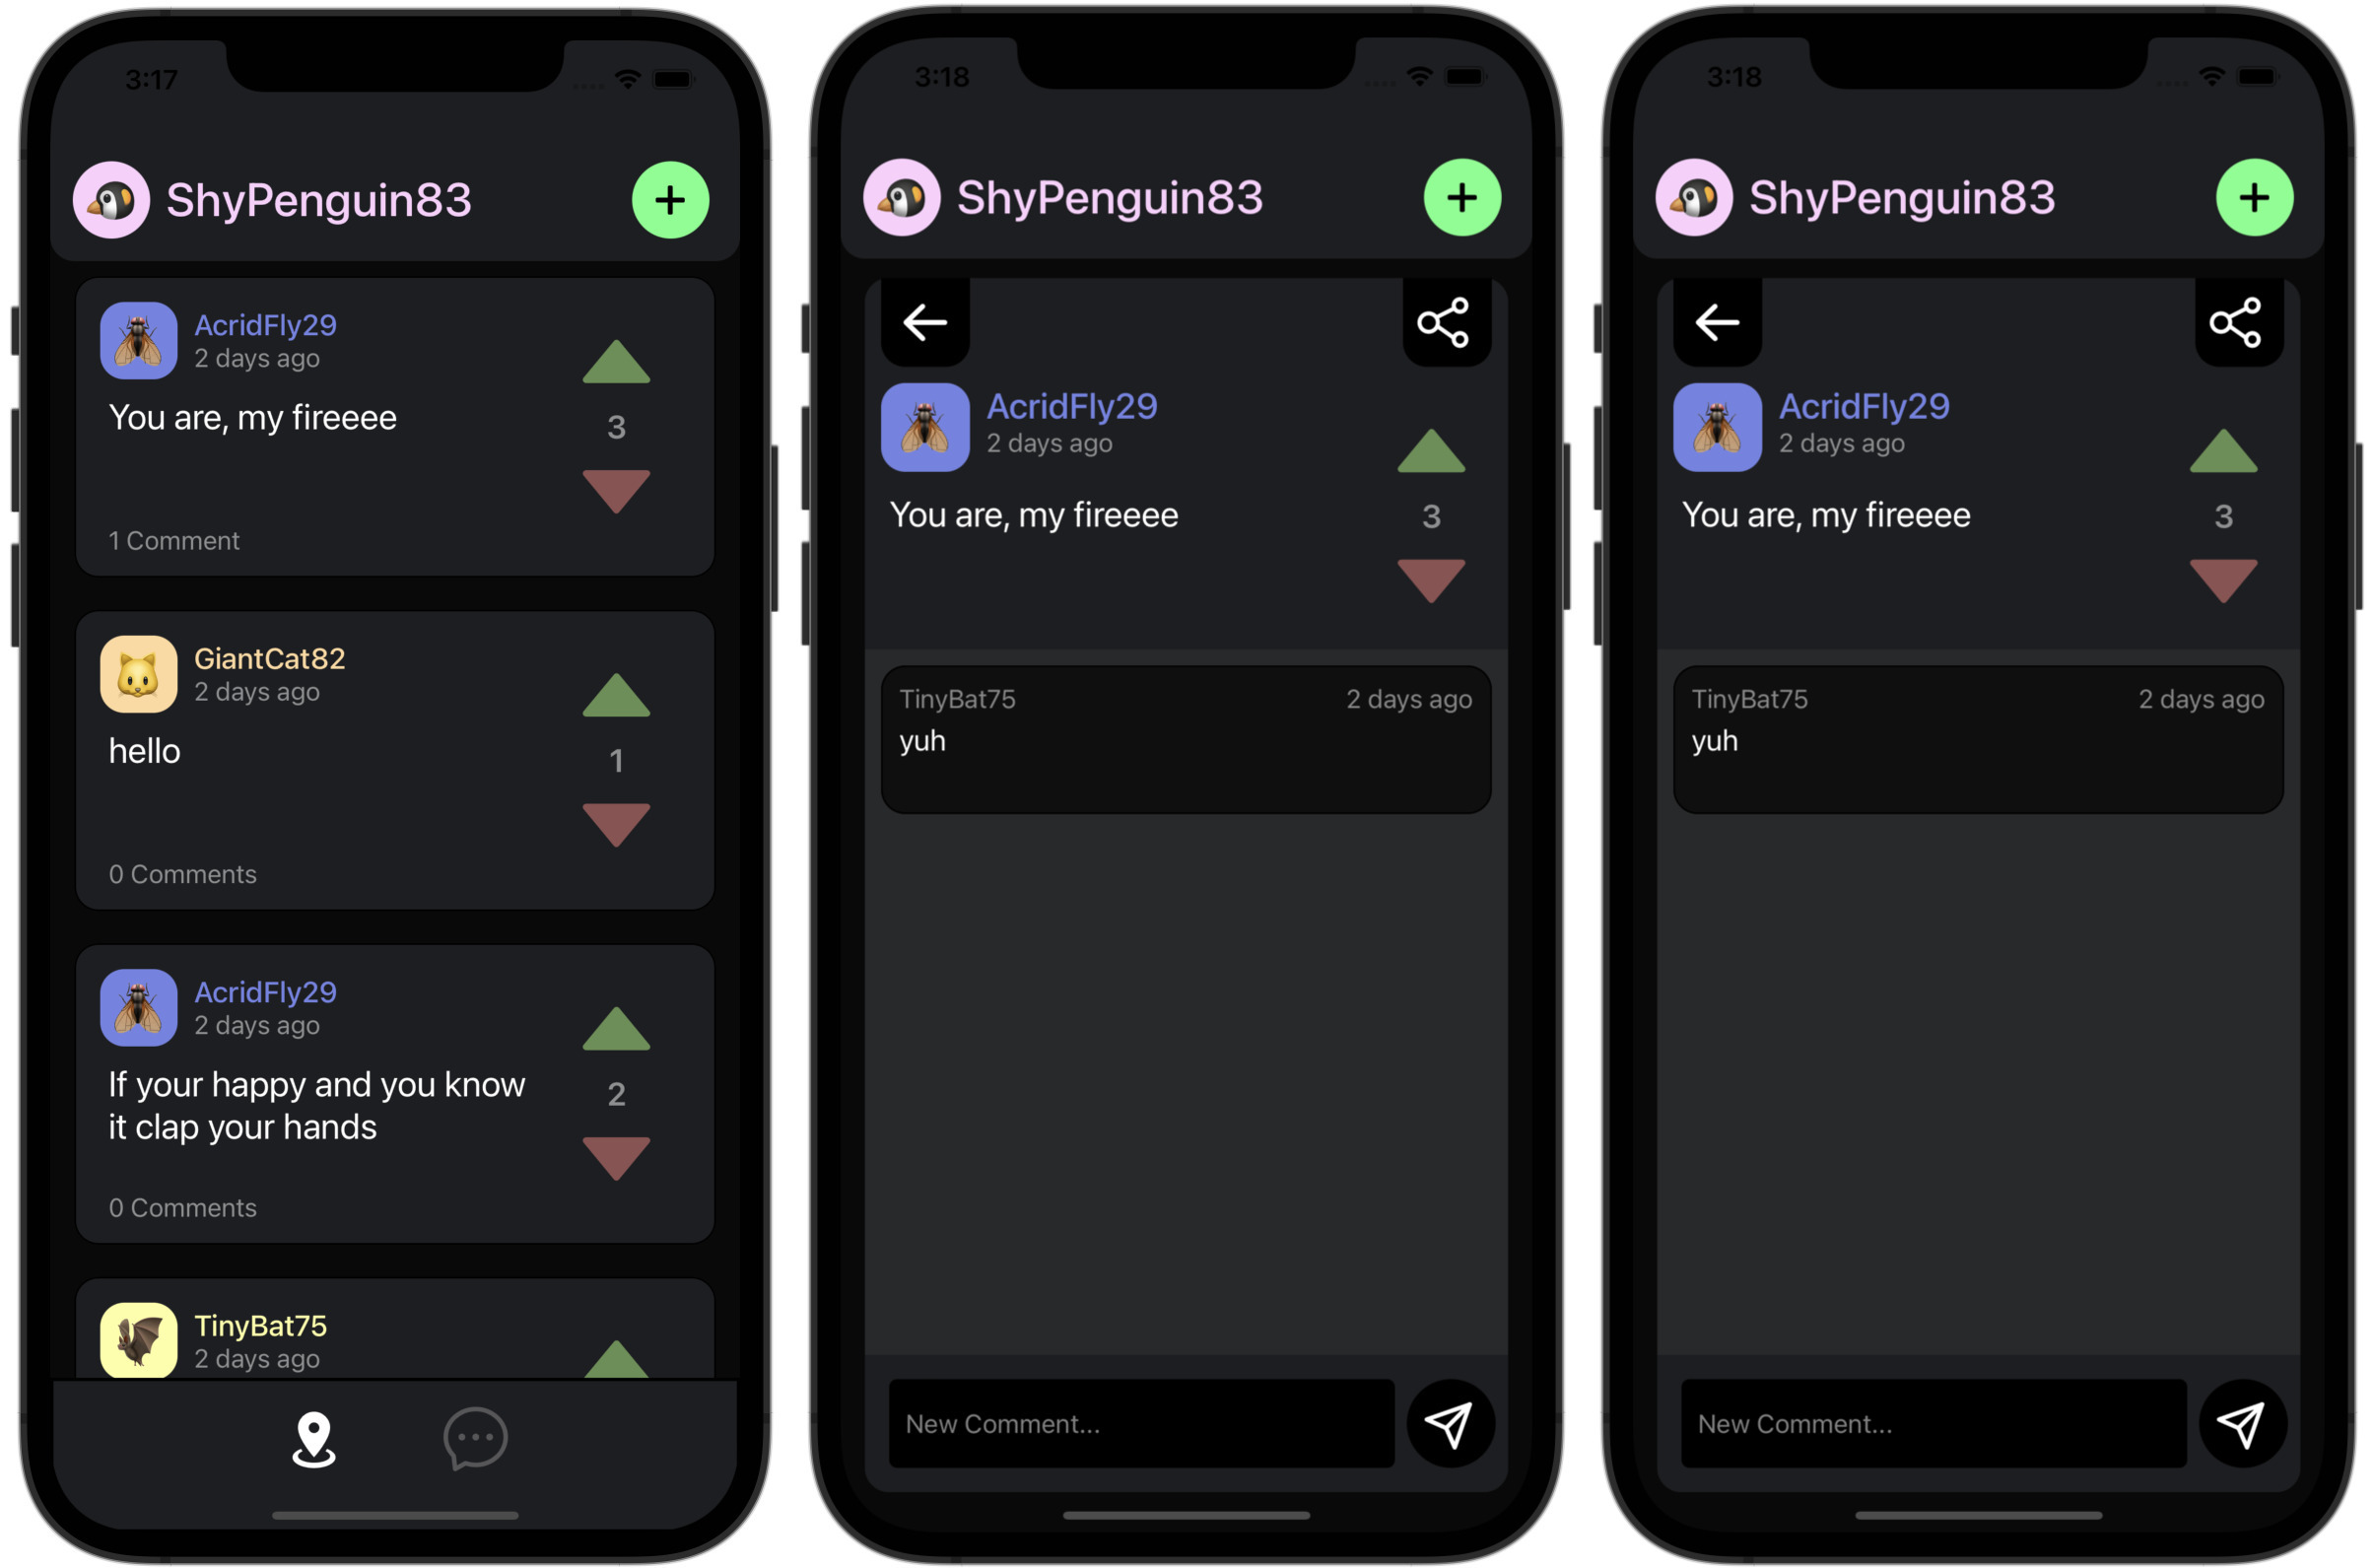 3:17
ShyPenguin83
AcridFly29
2 days ago
You are, my fireeee
3
1 Comment
GiantCat82
2 days ago
hello
1
0 Comments
AcridFly29
2 days ago
If your happy and you know
it clap your hands
2
0 Comments
TinyBat75
2 days ago
3:18
ShyPenguin83
AcridFly29
2 days ago
You are, my fireeee
3
TinyBat75
2 days ago
yuh
New Comment...
3:18
ShyPenguin83
AcridFly29
2 days ago
You are, my fireeee
3
TinyBat75
2 days ago
yuh
New Comment...